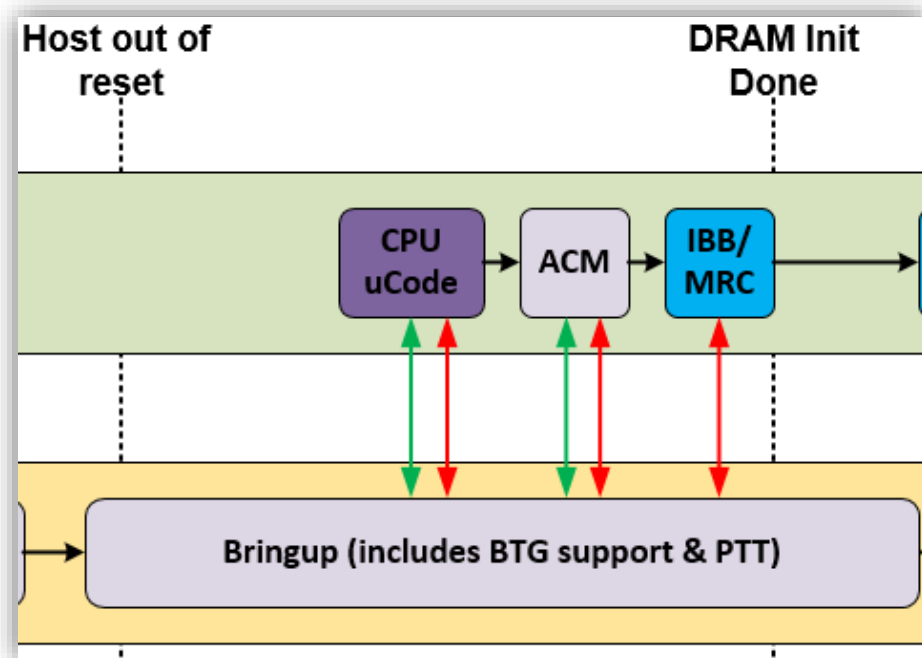 Host out of
reset
DRAM Init
Done
CPU
uCode
ACM
IBB/
MRC
Bringup (includes BTG support & PTT)